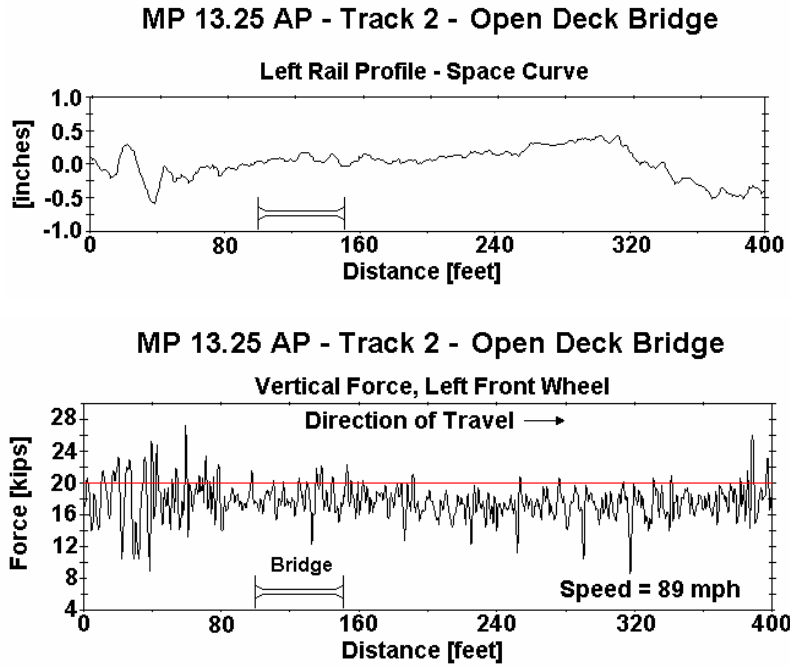 MP 13.25 AP - Track 2 - Open Deck Bridge
Left Rail Profile - Space Curve
[inches]
1.0
0.5
0.0
-0.5
-1.0
0 80 160 240 320 400
Distance [feet]
MP 13.25 AP - Track 2 - Open Deck Bridge
Vertical Force, Left Front Wheel
Direction of Travel
Force [kips]
28
24
20
16
12
8
4
Bridge
Speed = 89 mph
0 80 160 240 320 400
Distance [feet]